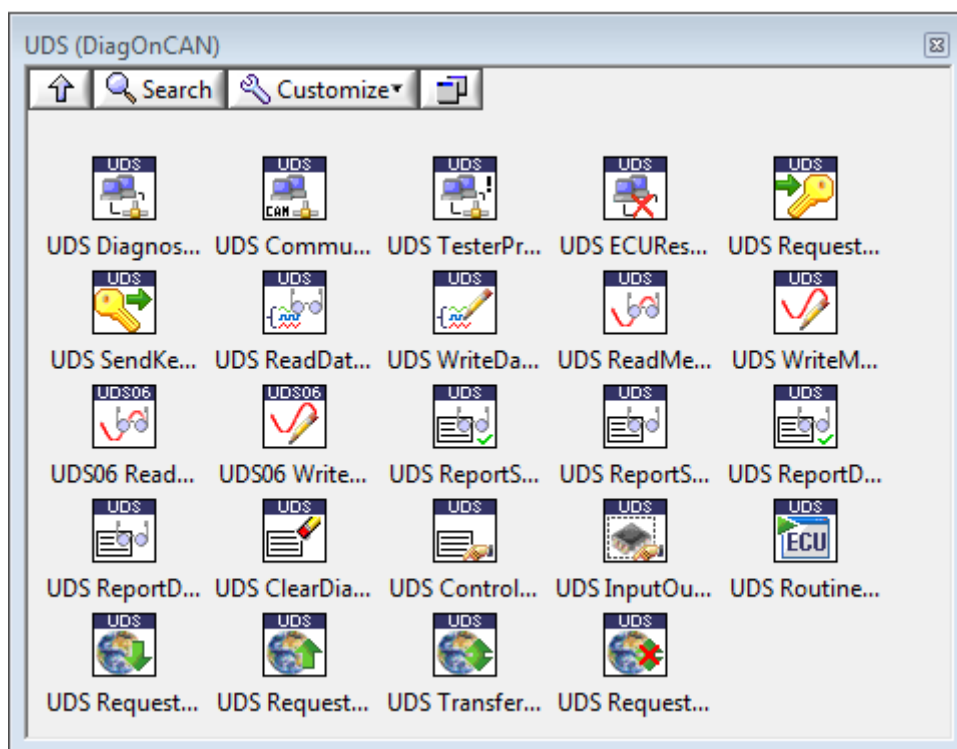 UDS (DiagOnCAN)
Search Customize
UDS UDS UDS UDS UDS
CAN
UDS Diagnos... UDS Commu... UDS TesterPr... UDS ECURes... UDS Request...
UDS UDS UDS UDS UDS
UDS SendKe... UDS ReadDat... UDS WriteDa... UDS ReadMe... UDS WriteM...
UDS06 UDS06 UDS UDS UDS
UDS06 Read... UDS06 Write... UDS ReportS... UDS ReportS... UDS ReportD...
UDS UDS UDS UDS UDS
ECU
UDS ReportD... UDS ClearDia... UDS Control... UDS InputOu... UDS Routine...
UDS UDS UDS UDS
UDS Request... UDS Request... UDS Transfer... UDS Request...